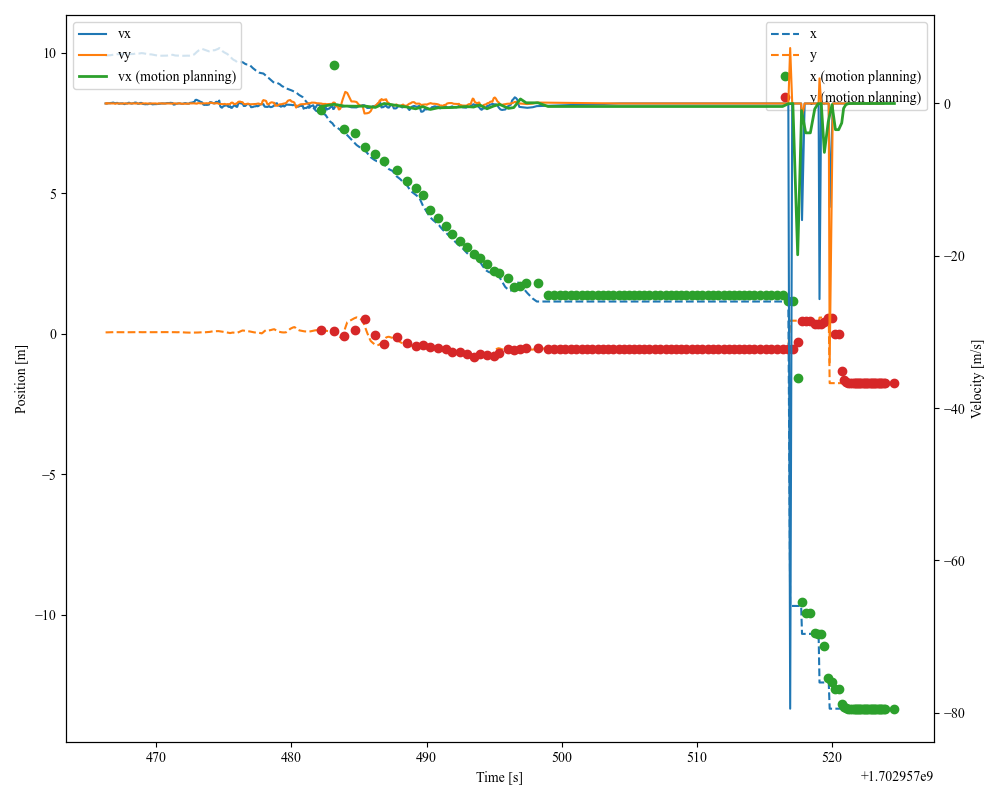 vx
vy
vx (motion planning)
x
y
x (motion planning)
y (motion planning)
10
5
0
−5
−10
Position [m]
0
−20
−40
−60
−80
Velocity [m/s]
470
480
490
500
510
520
Time [s]
+1.702957e9